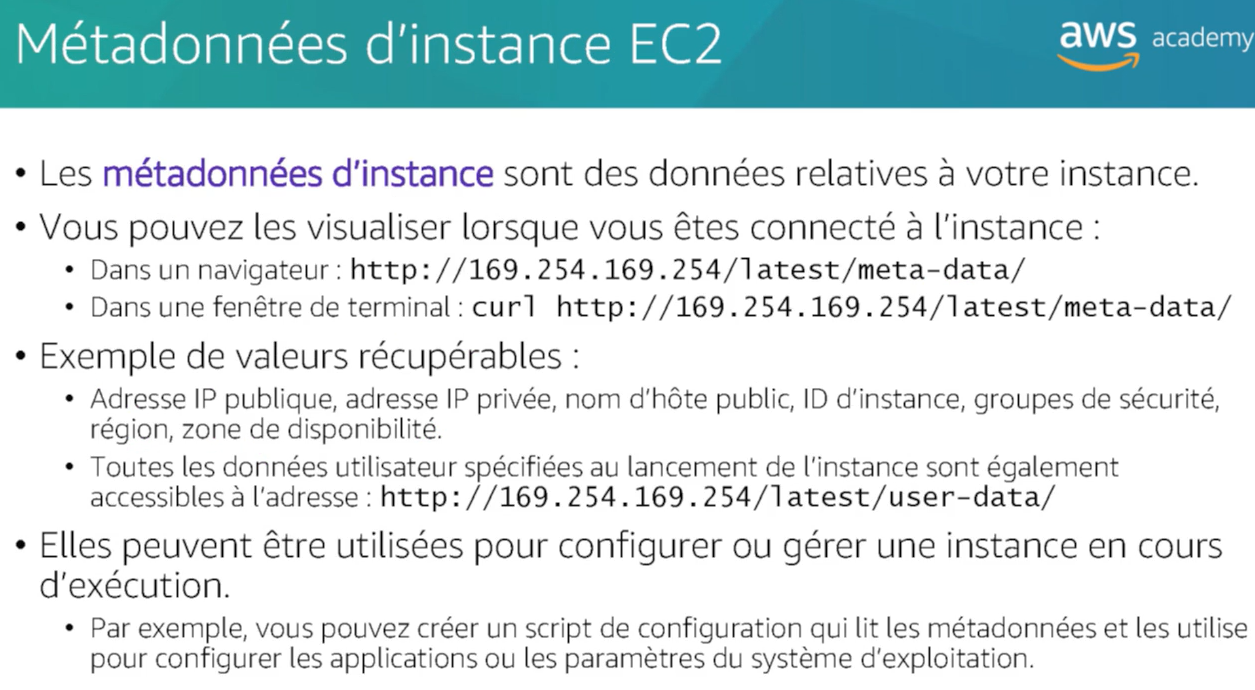 Métadonnées d'instance EC2
aws academy
• Les métadonnées d'instance sont des données relatives à votre instance.
• Vous pouvez les visualiser lorsque vous êtes connecté à l'instance :
• Dans un navigateur : http://169.254.169.254/latest/meta-data/
• Dans une fenêtre de terminal : curl http://169.254.169.254/latest/meta-data/
• Exemple de valeurs récupérables :
• Adresse IP publique, adresse IP privée, nom d'hôte public, ID d'instance, groupes de sécurité,
région, zone de disponibilité.
• Toutes les données utilisateur spécifiées au lancement de l'instance sont également
accessibles à l'adresse : http://169.254.169.254/latest/user-data/
• Elles peuvent être utilisées pour configurer ou gérer une instance en cours
d'exécution.
• Par exemple, vous pouvez créer un script de configuration qui lit les métadonnées et les utilise
pour configurer les applications ou les paramètres du système d'exploitation.